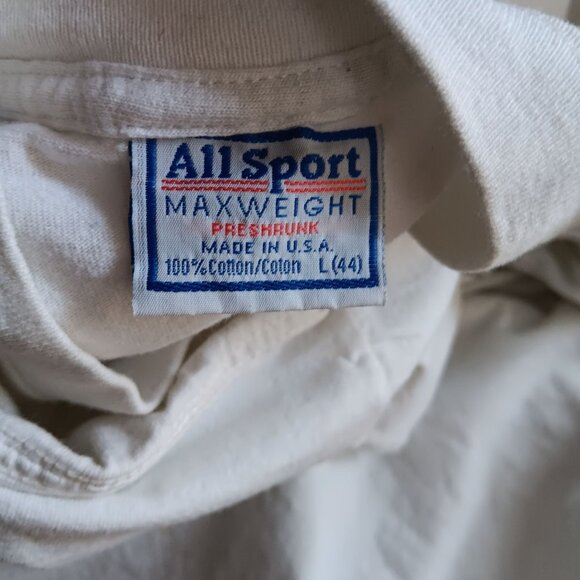 All Sport
MAXWEIGHT
PRESHRUNK
MADE IN U.S.A.
100% Cotton/Coton L (44)